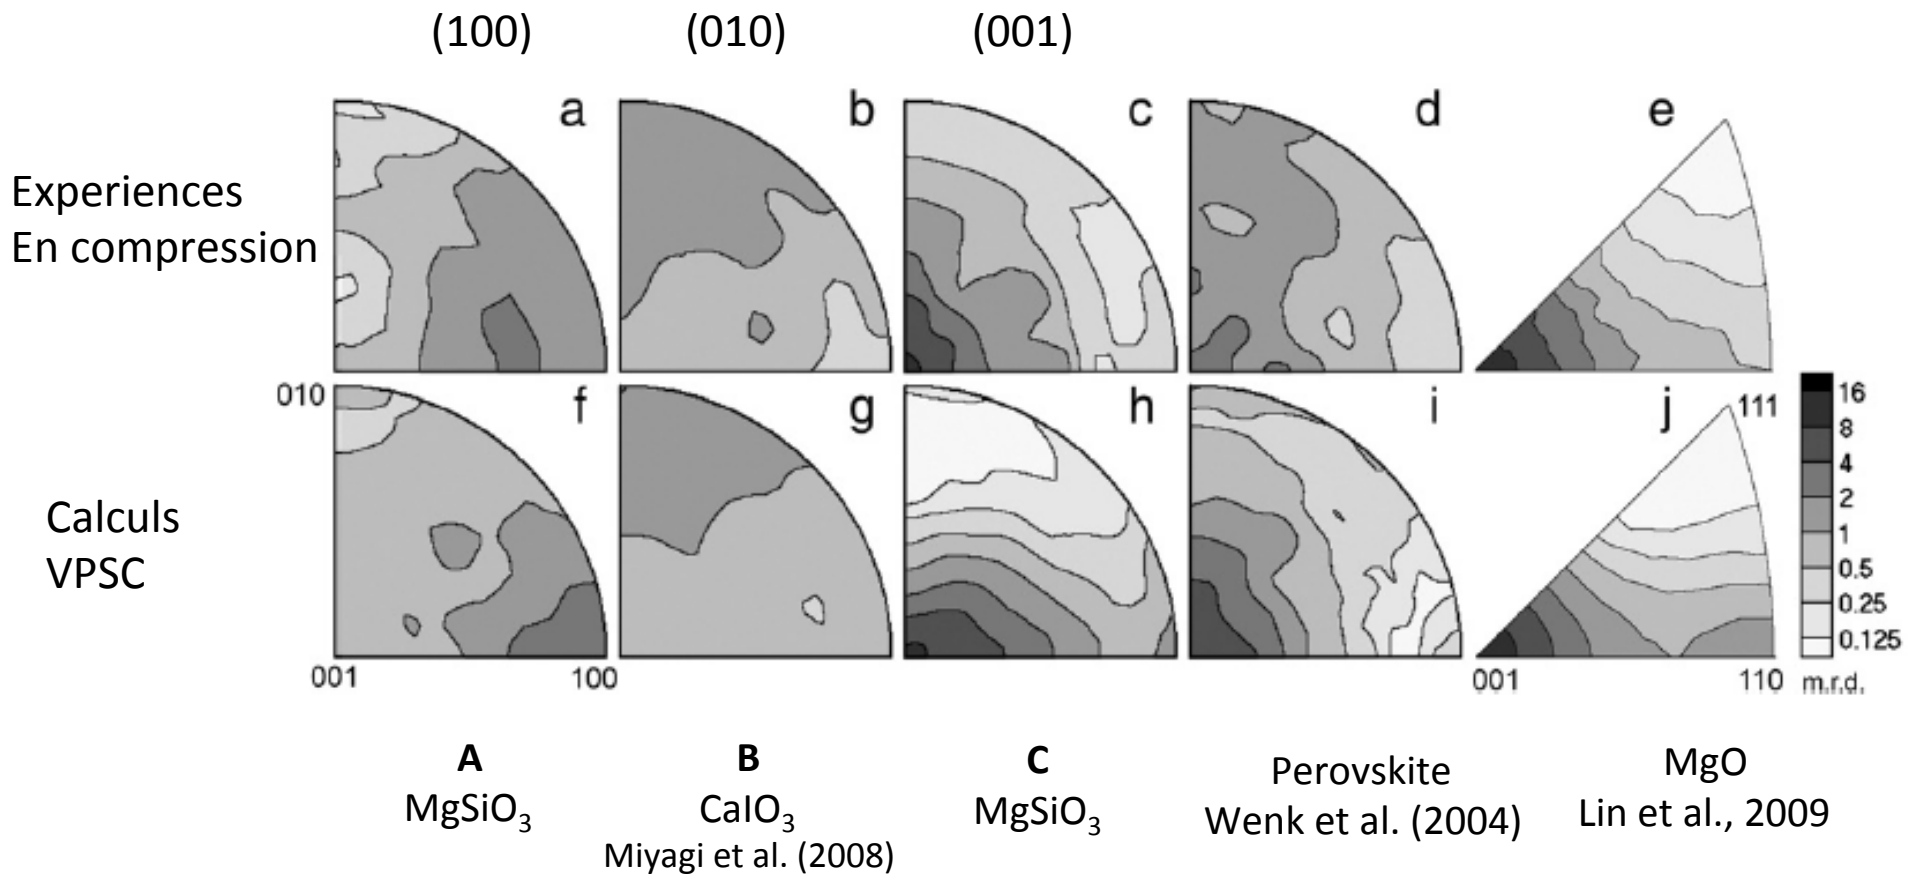 (100) (010) (001)
a b c d e
Experiences
En compression
010 f g h i j 111
16
8
4
2
1
0.5
0.25
0.125
Calculs
VPSC
001 100 001 110 m.r.d.
A B C
MgSiO₃ CaIO₃ MgSiO₃
Miyagi et al. (2008)
Perovskite
Wenk et al. (2004)
MgO
Lin et al., 2009